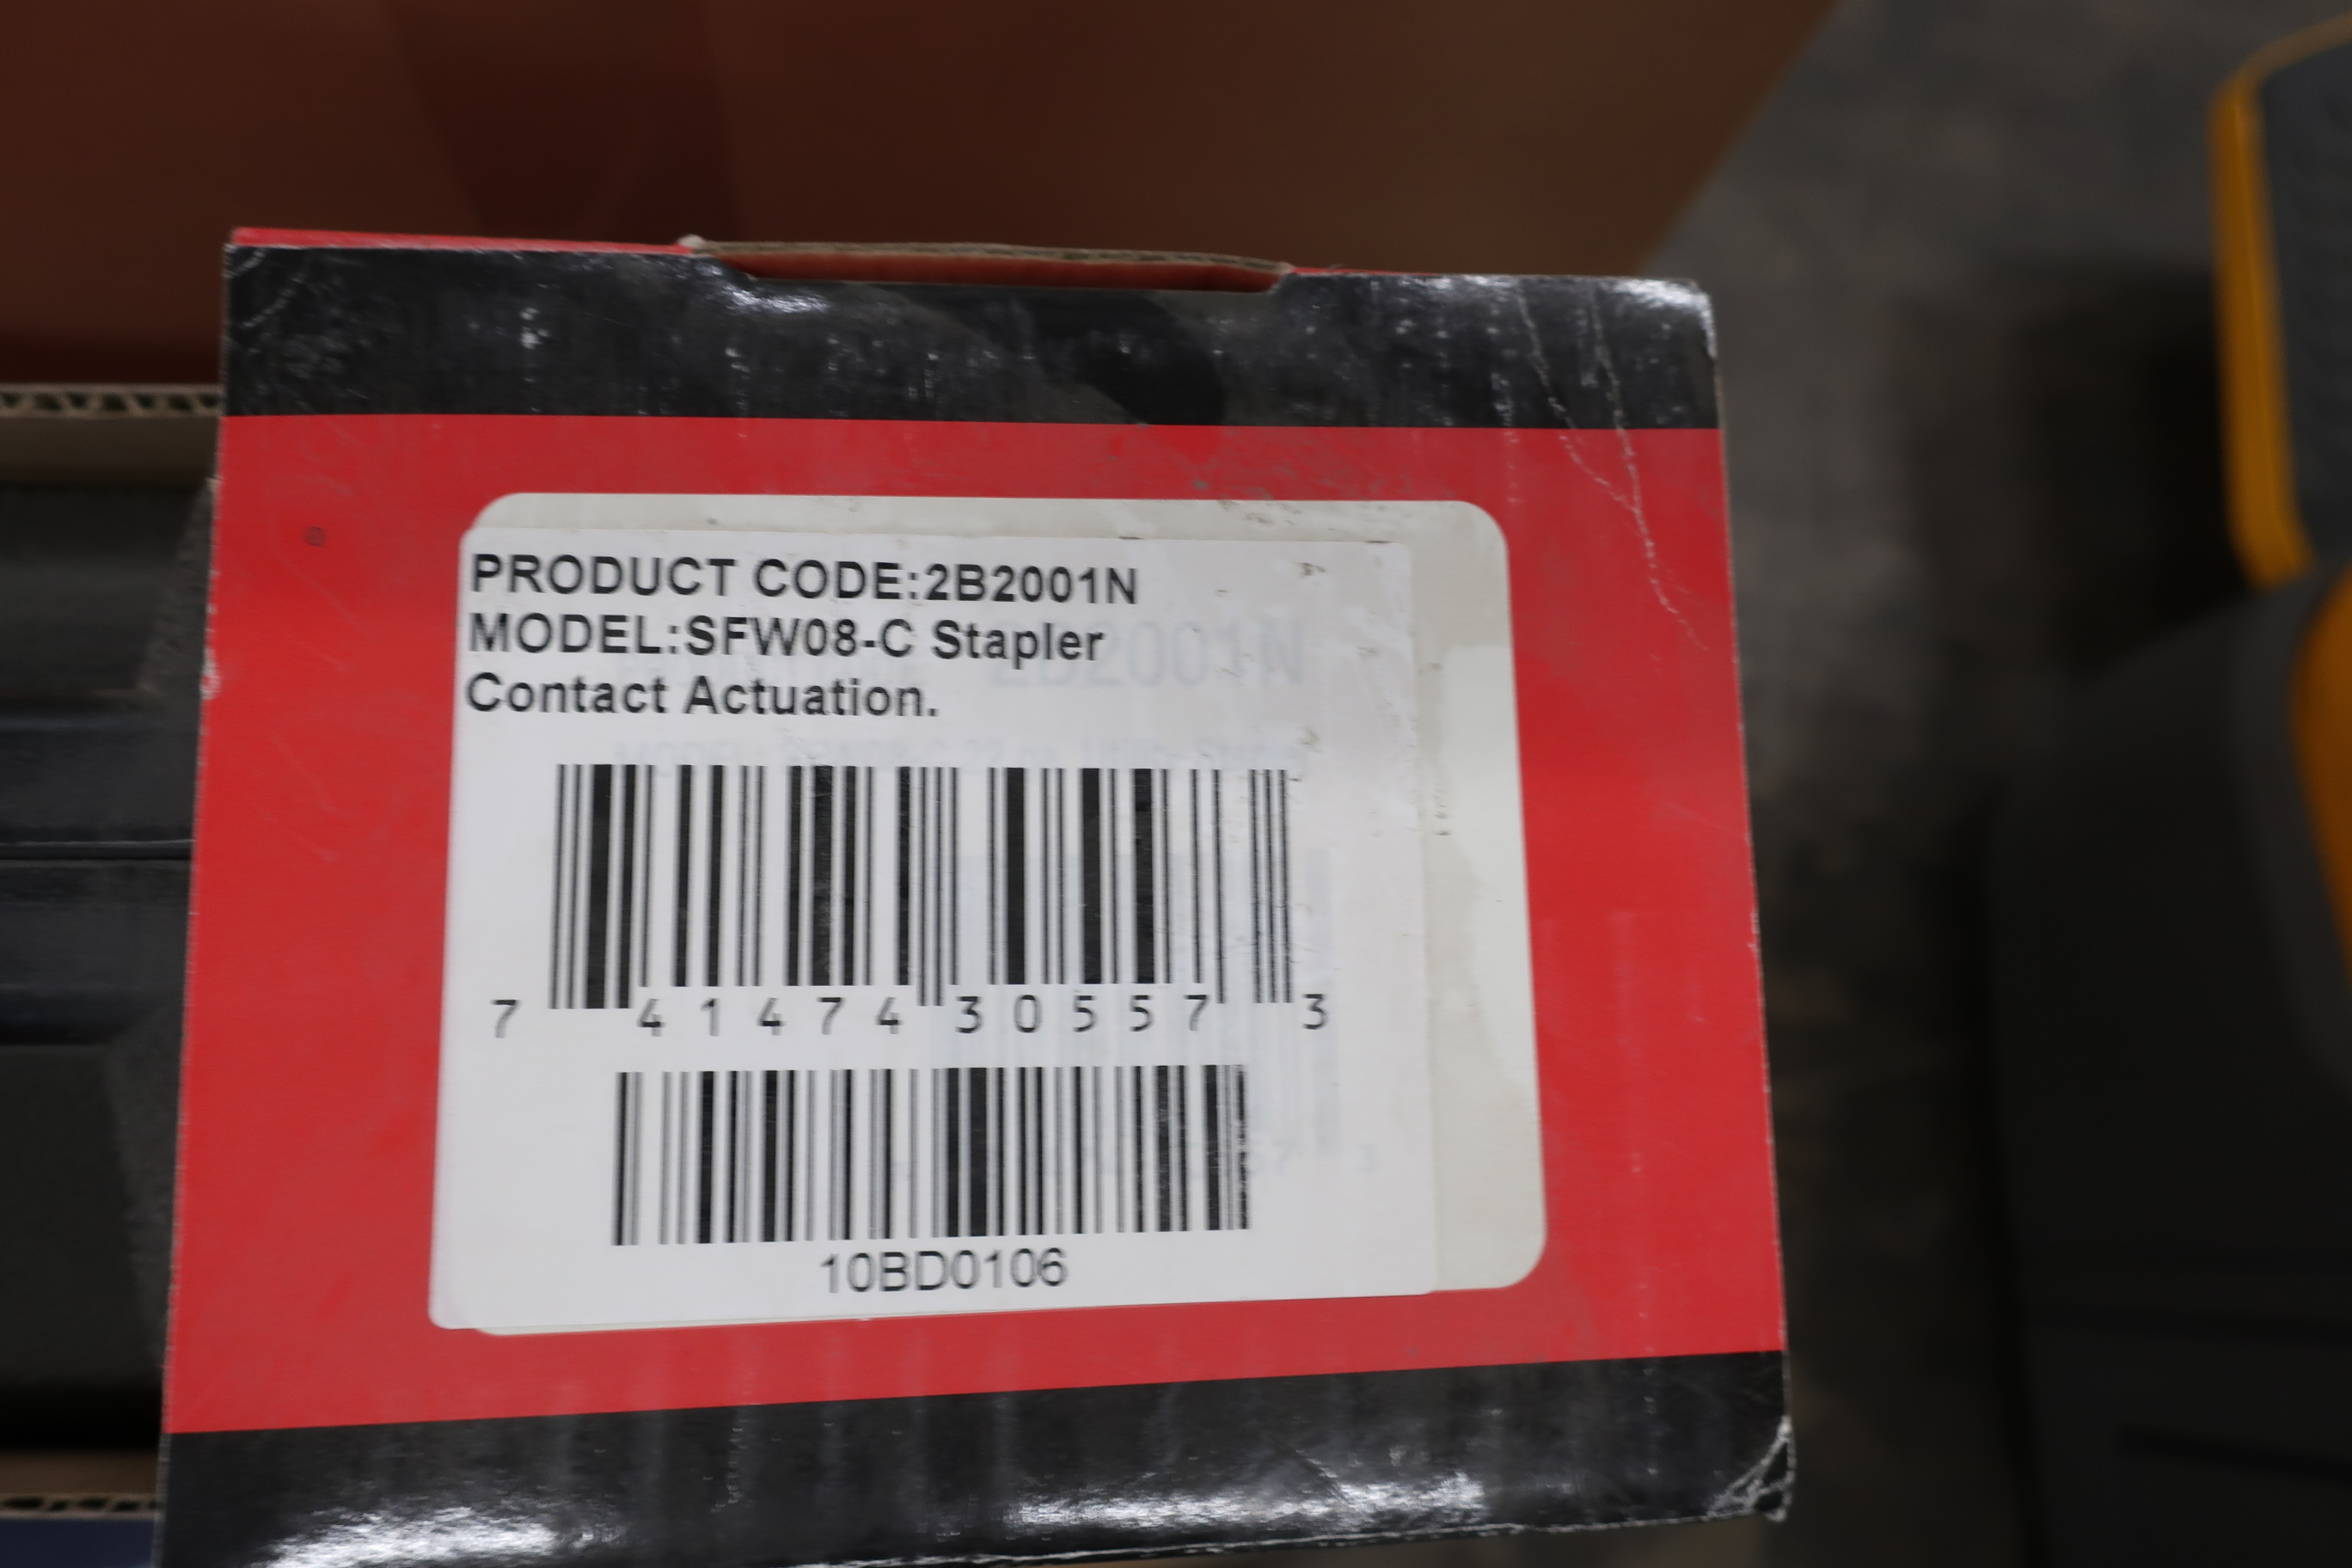 PRODUCT CODE:2B2001N
MODEL:SFW08-C Stapler
Contact Actuation.
7 41474 30557 3
10BD0106